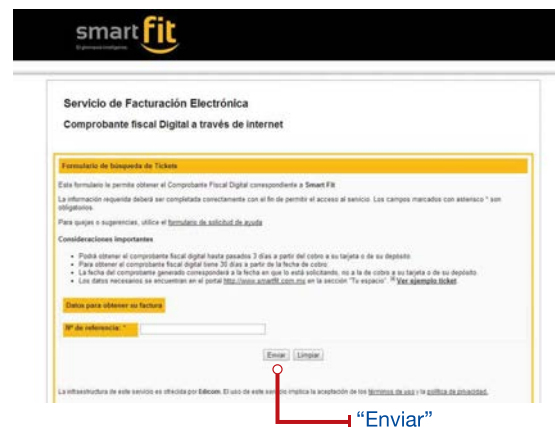 smart fit
El gimnasio inteligente.
Servicio de Facturación Electrónica
Comprobante fiscal Digital a través de internet
Formulario de búsqueda de Tickets
Este formulario le permite obtener el Comprobante Fiscal Digital correspondiente a Smart Fit
La información requerida deberá ser completada correctamente con el fin de permitir el acceso al servicio. Los campos marcados con asterisco * son
obligatorios.
Para quejas o sugerencias, utilice el formulario de solicitud de ayuda
Consideraciones importantes
• Podrá obtener el comprobante fiscal digital hasta pasados 3 días a partir del cobro a su tarjeta o de su depósito.
• Para obtener el comprobante fiscal digital tiene 30 días a partir de la fecha de cobro.
• La fecha del comprobante generado corresponderá a la fecha en que lo está solicitando, no a la de cobro a su tarjeta o de su depósito.
• Los datos necesarios se encuentran en el portal http://www.smartfit.com.mx en la sección "Tu espacio". Ver ejemplo ticket.
Datos para obtener su factura
Nº de referencia: *
Enviar Limpiar
La infraestructura de este servicio es ofrecida por Edicom. El uso de este servicio implica la aceptación de los términos de uso y la política de privacidad.
“Enviar”